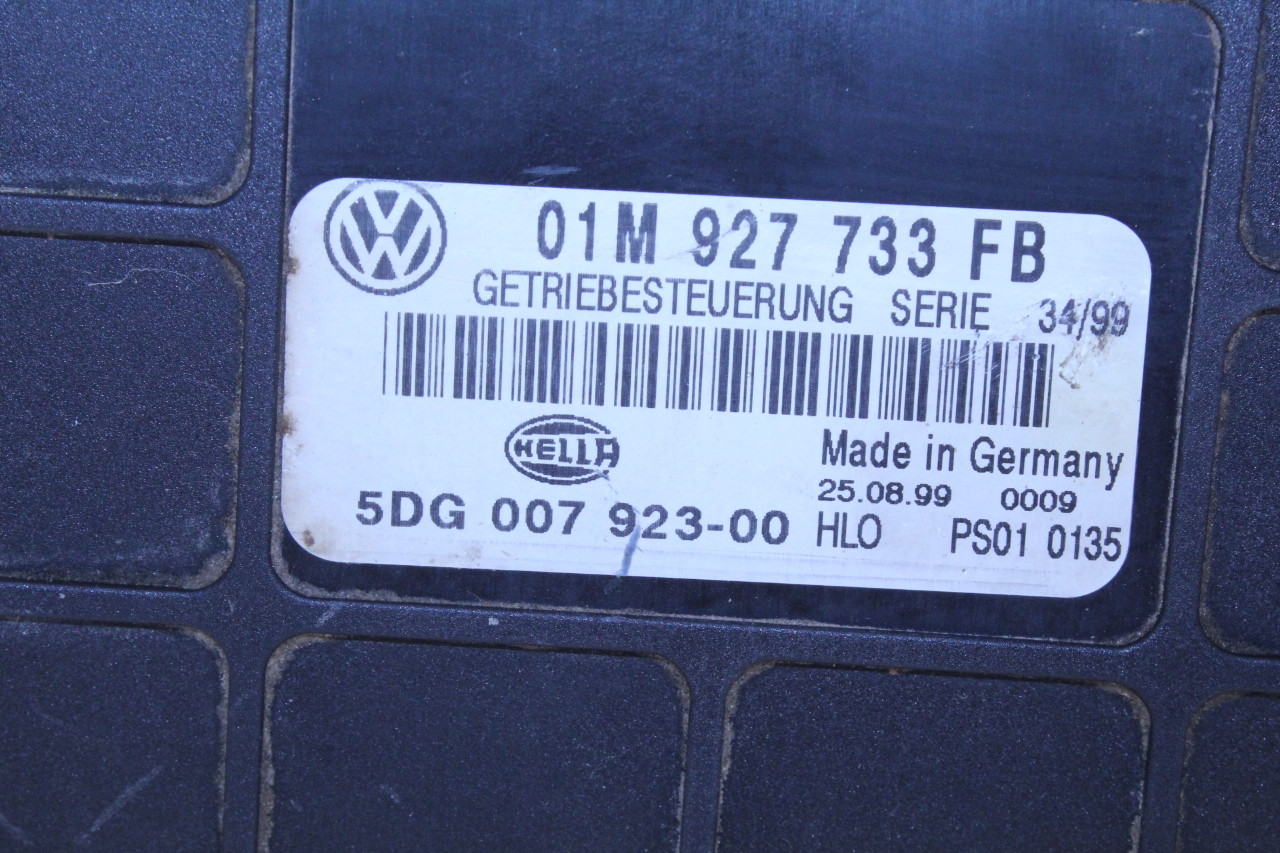 01M 927 733 FB
GETRIEBESTEUERUNG SERIE 34/99
HELLA
Made in Germany
25.08.99 0009
5DG 007 923-00 HLO PS01 0135